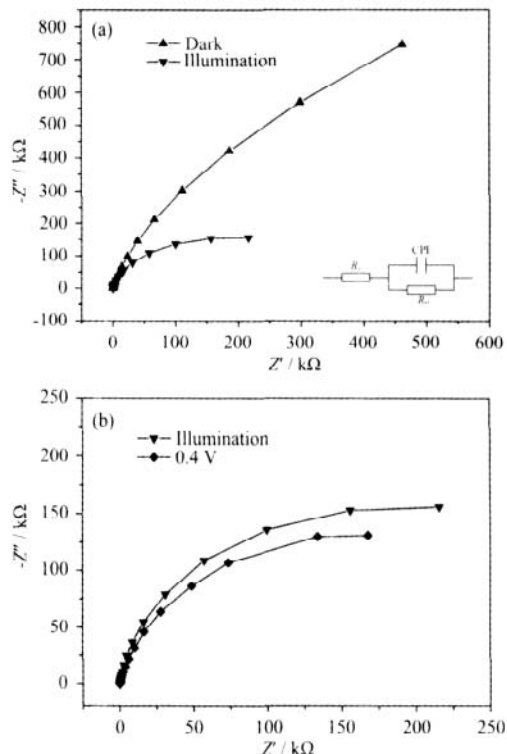 (a)
Dark
Illumination
800
700
600
500
400
300
200
100
0
-100
-Z″ / kΩ
0 100 200 300 400 500 600
Z′ / kΩ
CPE
(b)
Illumination
0.4 V
250
200
150
100
50
0
-Z″ / kΩ
0 50 100 150 200 250
Z′ / kΩ